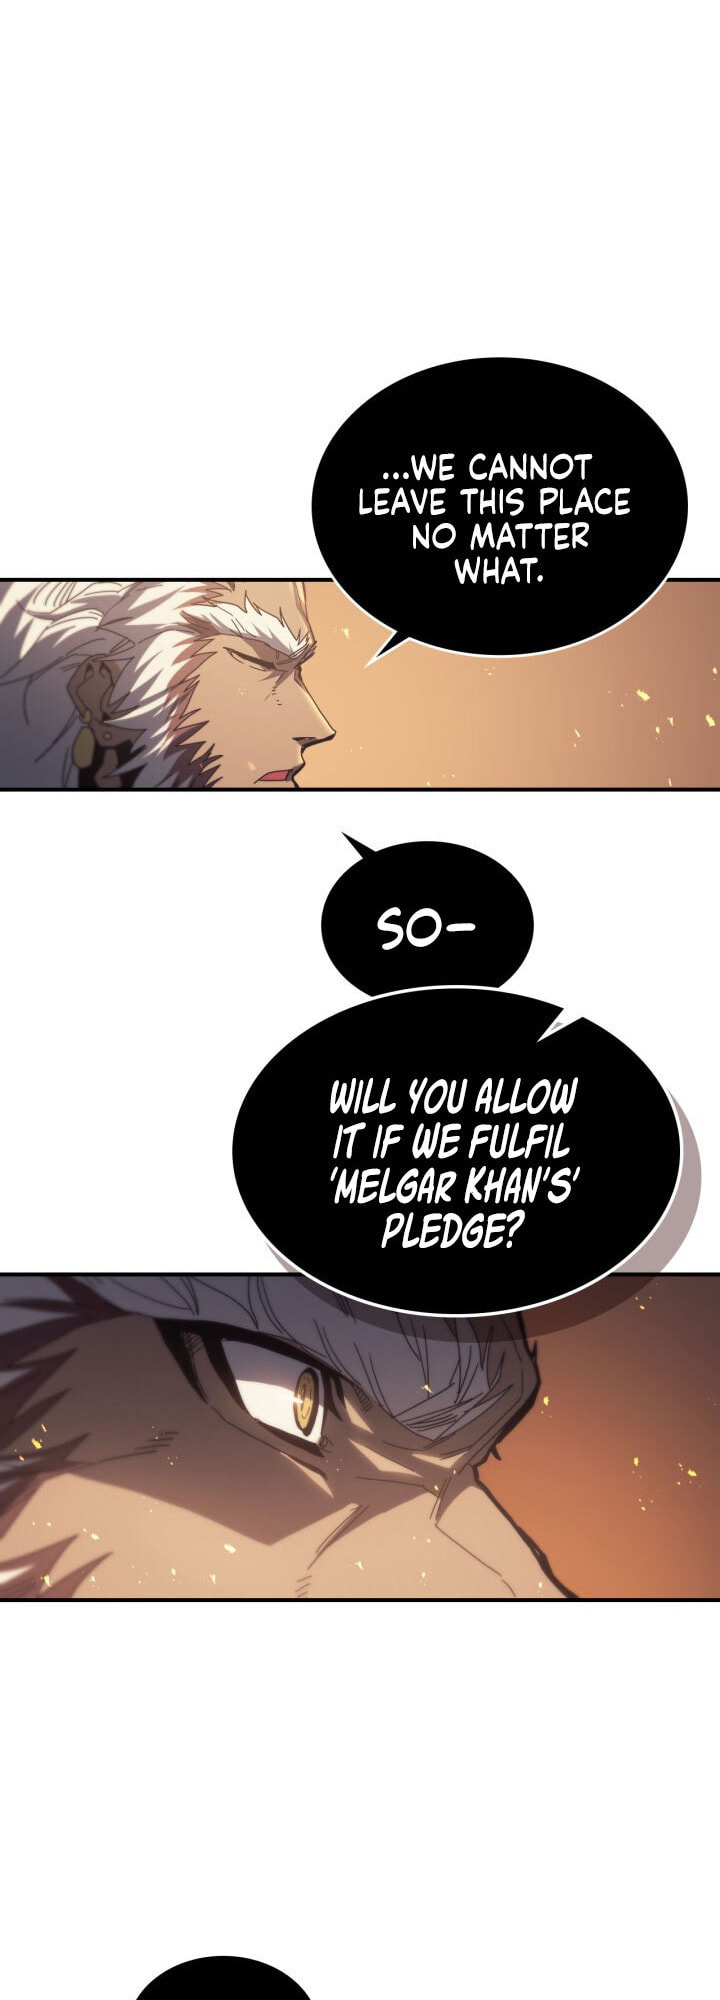 ...WE CANNOT
LEAVE THIS PLACE
NO MATTER
WHAT.
SO-
WILL YOU ALLOW
IT IF WE FULFIL
'MELGAR KHAN'S'
PLEDGE?